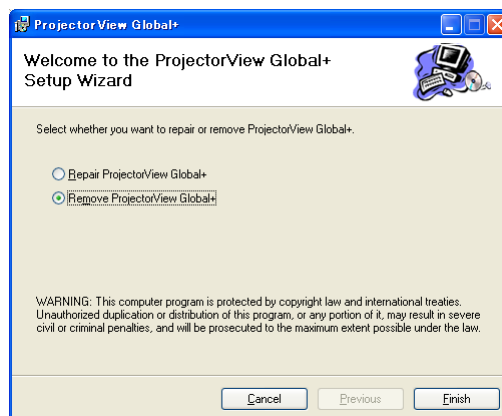 ProjectorView Global+
Welcome to the ProjectorView Global+
Setup Wizard
Select whether you want to repair or remove ProjectorView Global+.
Repair ProjectorView Global+
Remove ProjectorView Global+
WARNING: This computer program is protected by copyright law and international treaties.
Unauthorized duplication or distribution of this program, or any portion of it, may result in severe
civil or criminal penalties, and will be prosecuted to the maximum extent possible under the law.
Cancel Previous Finish